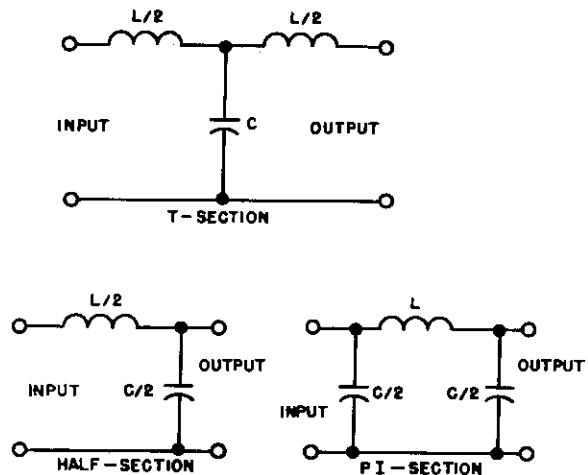 L/2 L/2
C
INPUT OUTPUT
T-SECTION
L/2
OUTPUT
C/2
INPUT
HALF-SECTION
L
OUTPUT
C/2 C/2
INPUT
PI-SECTION